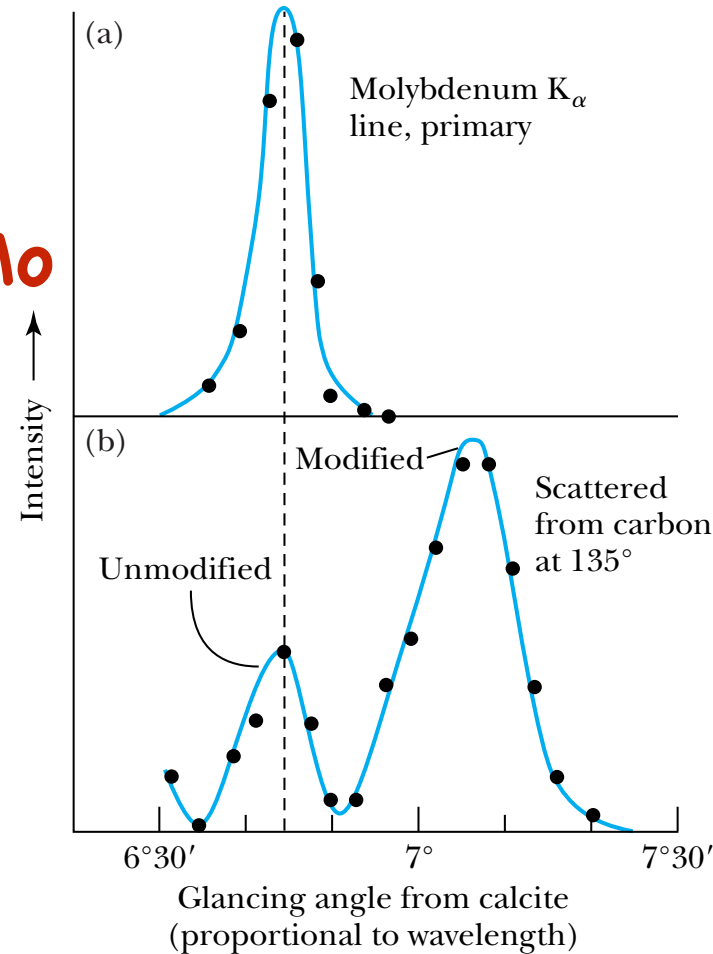 (a)
Molybdenum Kα
line, primary
Intensity
(b)
Modified
Scattered
from carbon
at 135°
Unmodified
6°30′ 7° 7°30′
Glancing angle from calcite
(proportional to wavelength)